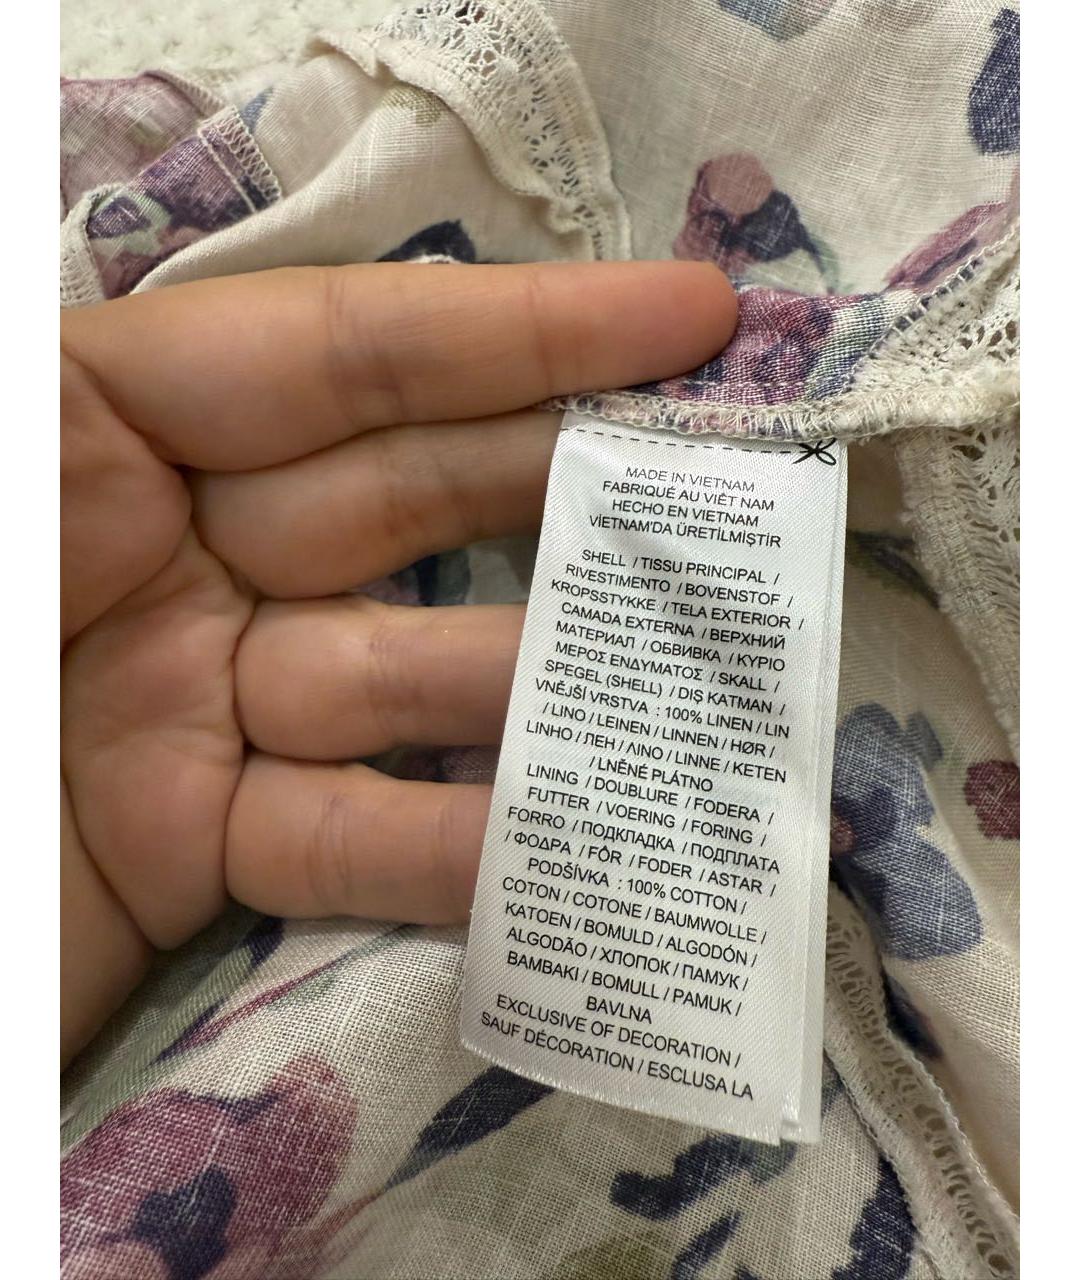 MADE IN VIETNAM
FABRIQUÉ AU VIÊT NAM
HECHO EN VIETNAM
VİETNAM'DA ÜRETİLMİŞTİR
SHELL / TISSU PRINCIPAL /
RIVESTIMENTO / BOVENSTOF /
KROPSSTYKKE / TELA EXTERIOR /
CAMADA EXTERNA / ВЕРХНИЙ
МАТЕРИАЛ / ОБВИВКА / ΚΥΡΙΟ
ΜΕΡΟΣ ΕΝΔΥΜΑΤΟΣ / SKALL /
SPEGEL (SHELL) / DIŞ KATMAN /
VNĚJŠÍ VRSTVA : 100% LINEN / LIN
/ LINO / LEINEN / LINNEN / HØR /
LINHO / ЛЕН / ΛΙΝΟ / LINNE / KETEN
/ LNĚNÉ PLÁTNO
LINING / DOUBLURE / FODERA /
FUTTER / VOERING / FORING /
FORRO / ПОДКЛАДКА / ПОДПЛАТА
/ ΦΟΔΡΑ / FÔR / FODER / ASTAR /
PODŠÍVKA : 100% COTTON /
COTON / COTONE / BAUMWOLLE /
KATOEN / BOMULD / ALGODÓN /
ALGODÃO / ХЛОПОК / ПАМУК /
BAMBAKI / BOMULL / PAMUK /
BAVLNA
EXCLUSIVE OF DECORATION /
SAUF DÉCORATION / ESCLUSA LA